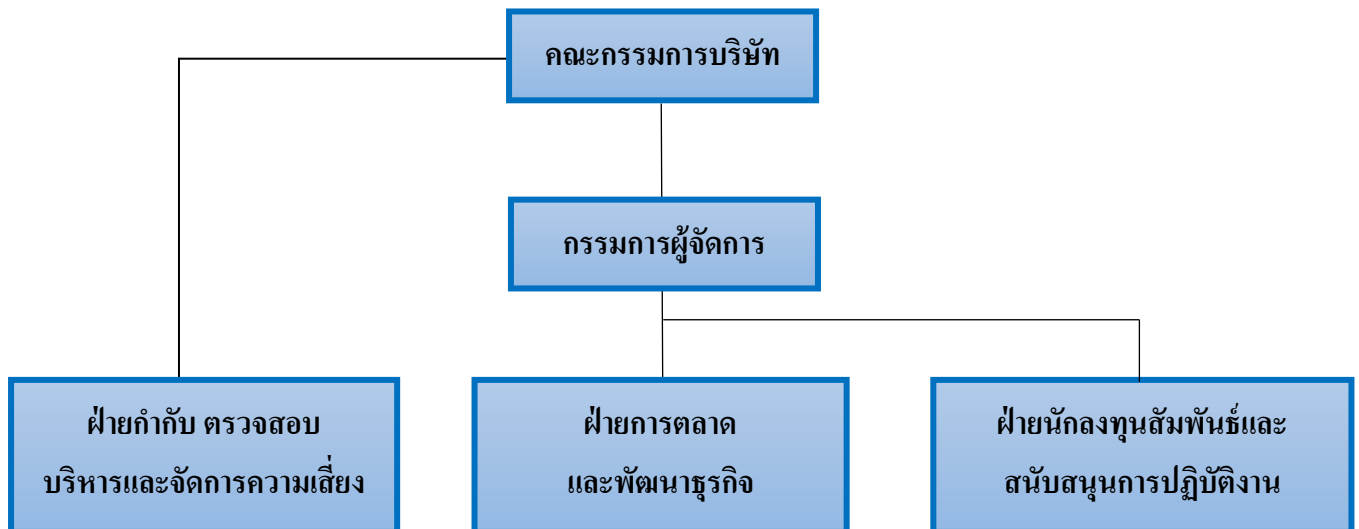 คณะกรรมการบริษัท
กรรมการผู้จัดการ
ฝ่ายกำกับ ตรวจสอบ
บริหารและจัดการความเสี่ยง
ฝ่ายการตลาด
และพัฒนาธุรกิจ
ฝ่ายนักลงทุนสัมพันธ์และ
สนับสนุนการปฏิบัติงาน